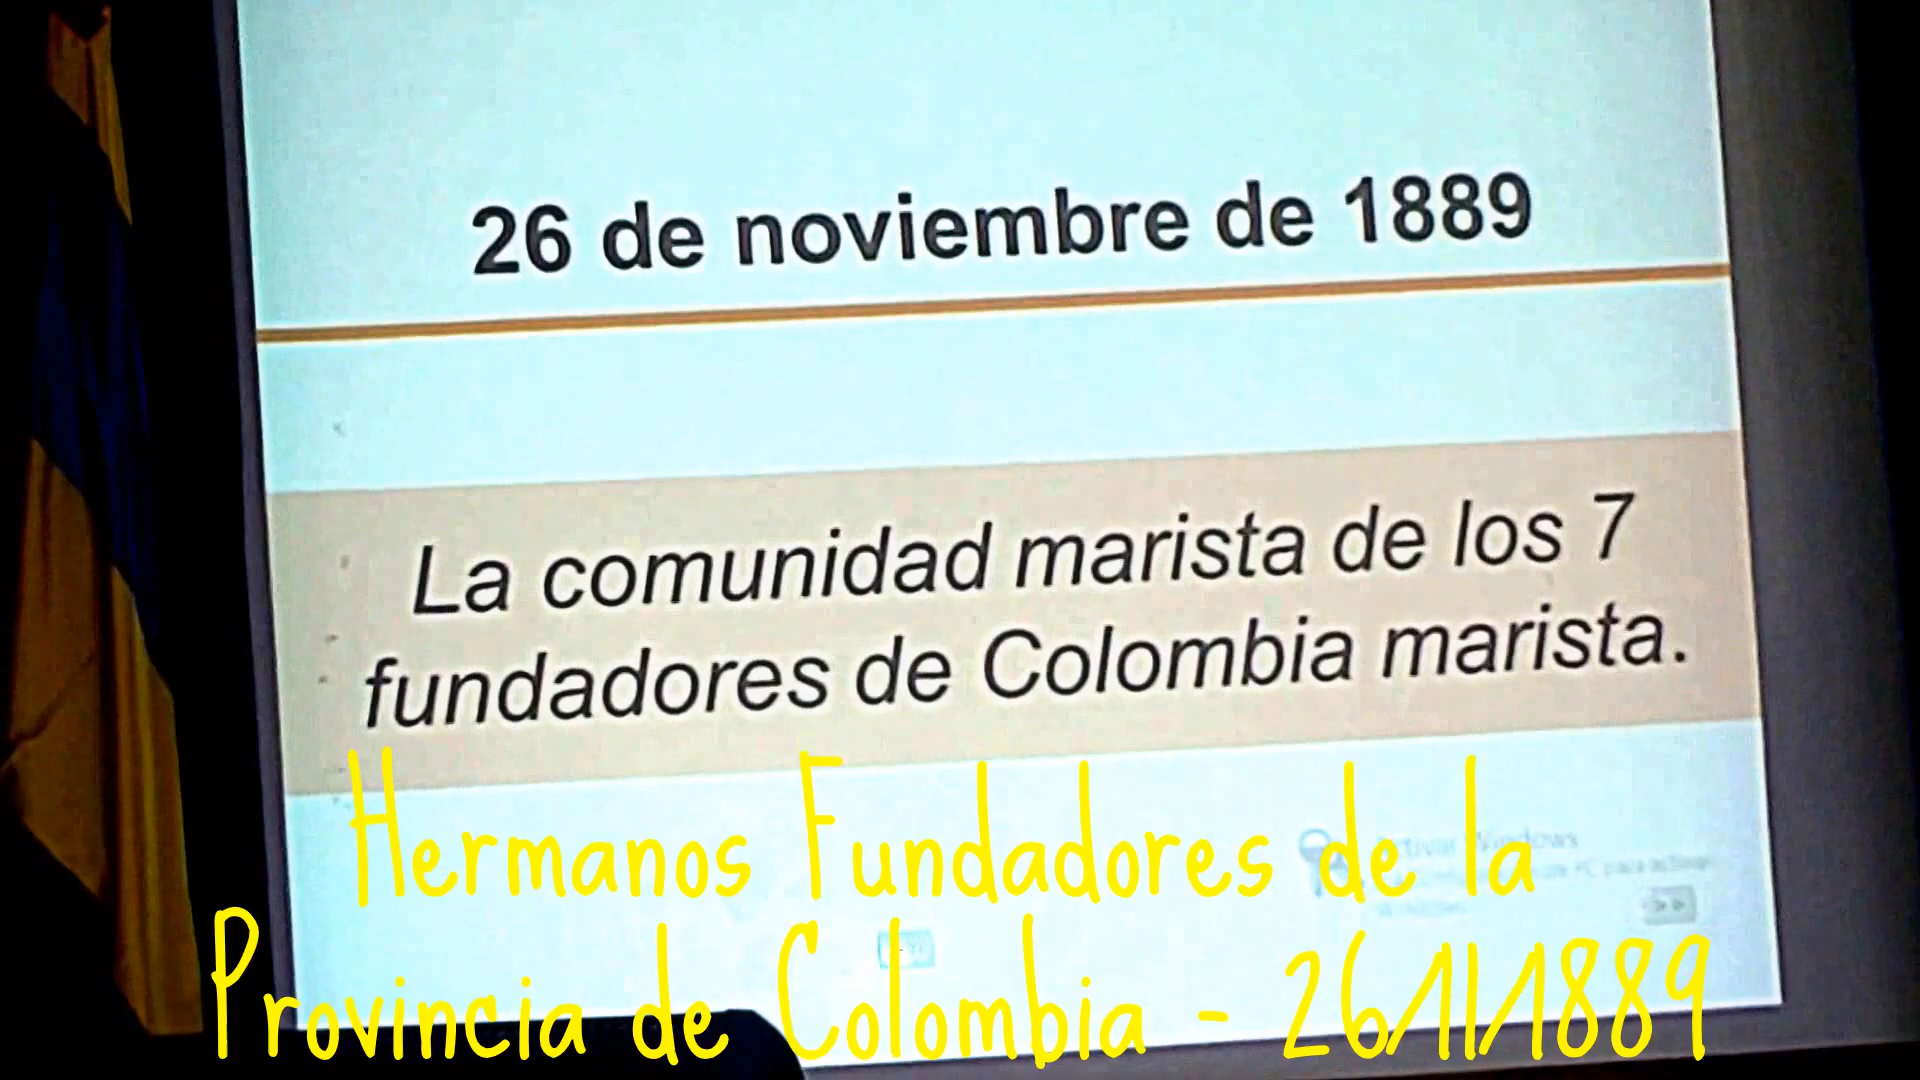 26 de noviembre de 1889
La comunidad marista de los 7
fundadores de Colombia marista.
Hermanos Fundadores de la
Provincia de Colombia - 26/11/1889